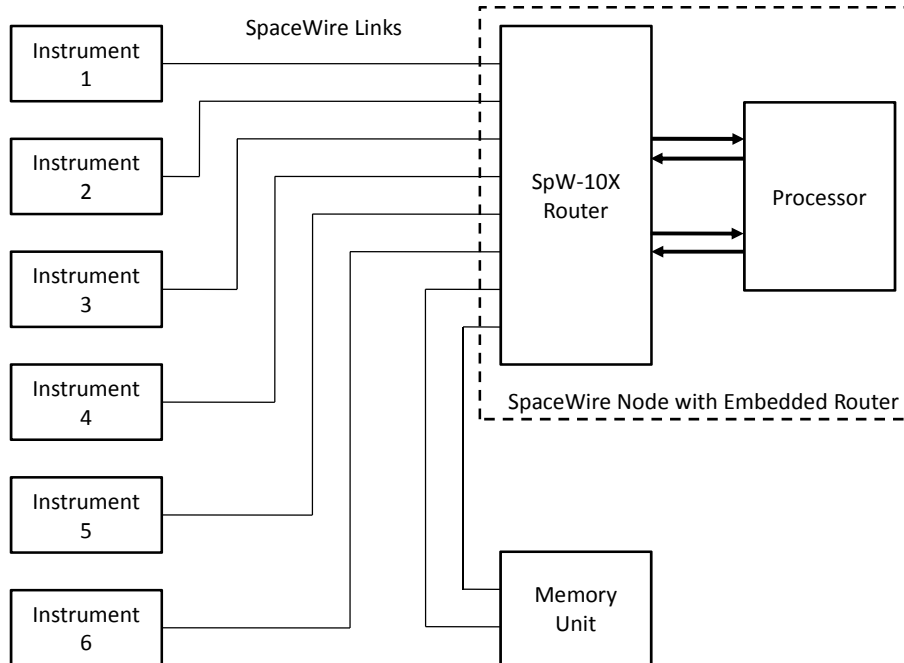 SpaceWire Links
Instrument
1
Instrument
2
Instrument
3
Instrument
4
Instrument
5
Instrument
6
SpW-10X
Router
Processor
SpaceWire Node with Embedded Router
Memory
Unit